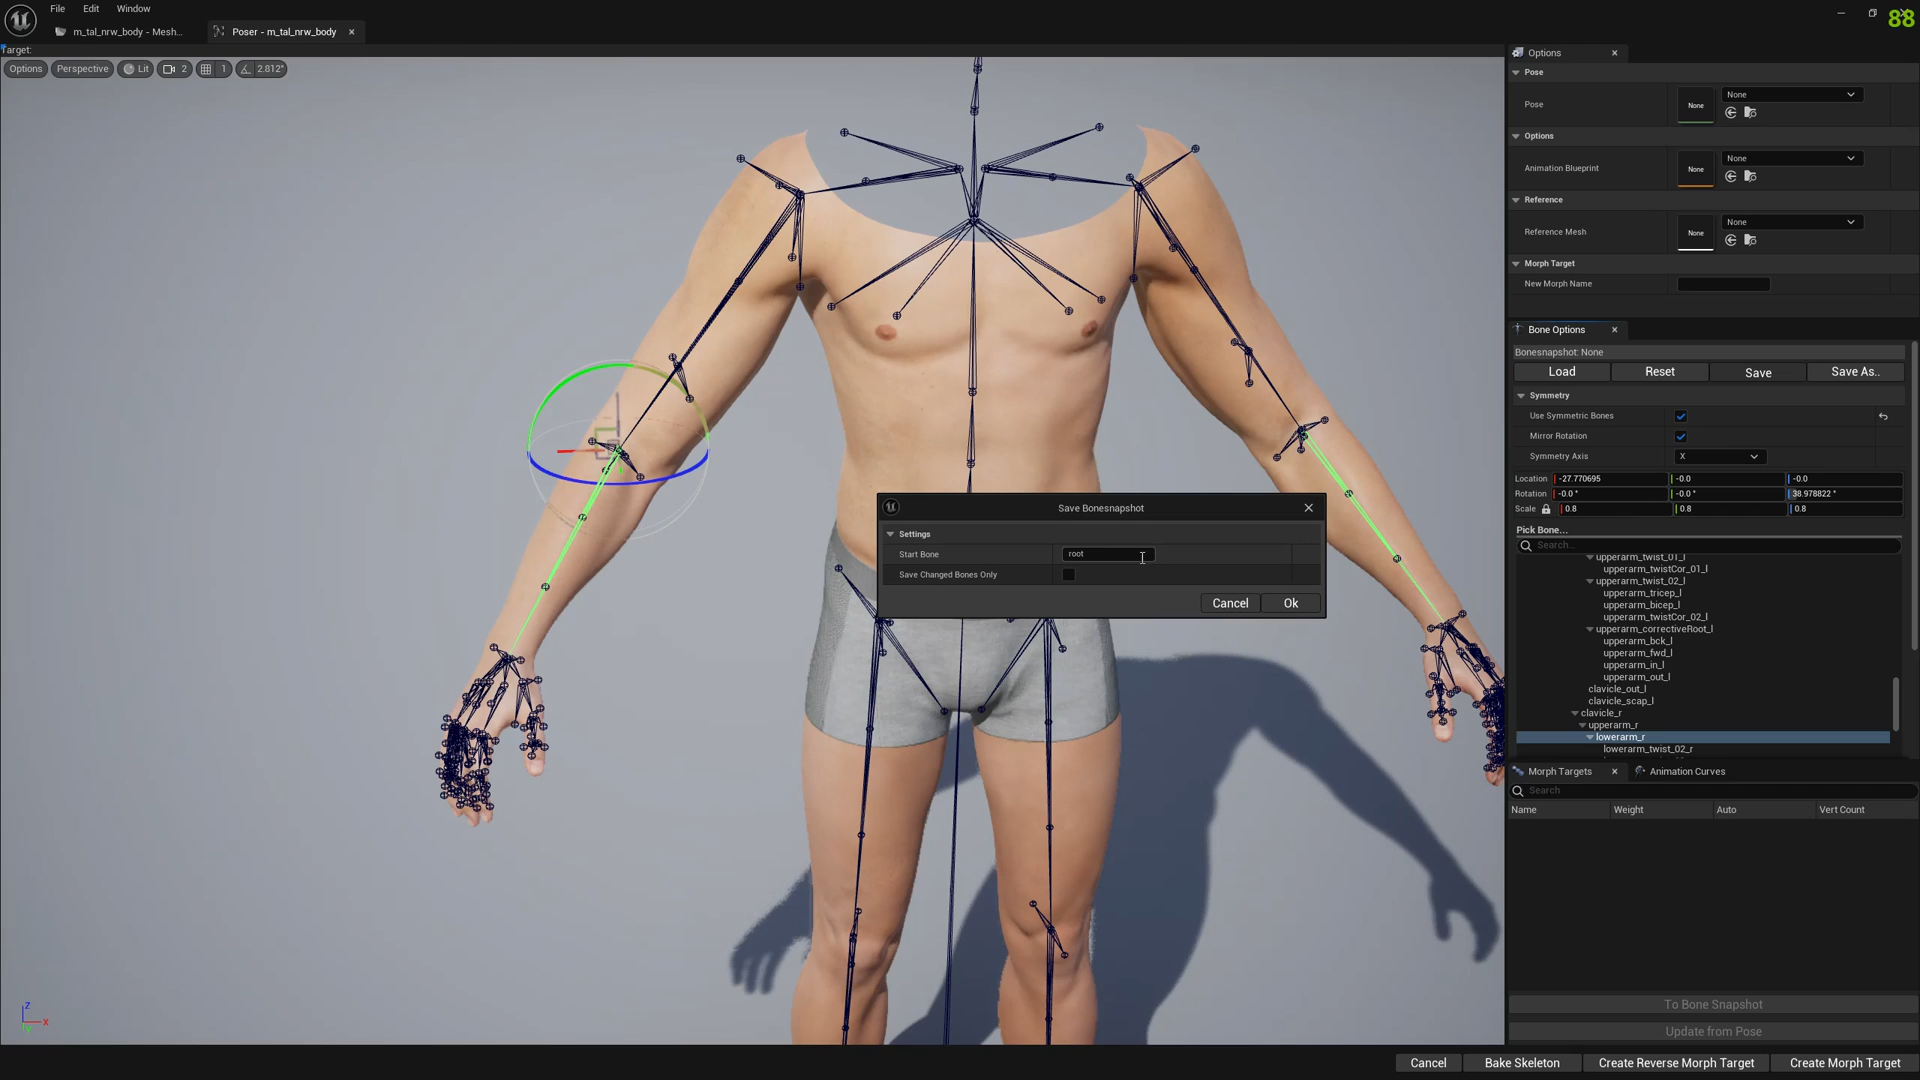 File Edit Window
88
m_tal_nrw_body - Mesh...
Poser - m_tal_nrw_body
Target:
Options Perspective Lit 2 1 2.812°
Options
Pose
Pose None None
Options
Animation Blueprint None None
Reference
Reference Mesh None None
Morph Target
New Morph Name
Bone Options
Bonesnapshot: None
Load Reset Save Save As..
Symmetry
Use Symmetric Bones
Mirror Rotation
Symmetry Axis X
Location -27.770695 -0.0 -0.0
Rotation -0.0 ° -0.0 ° 38.978822 °
Scale 0.8 0.8 0.8
Pick Bone...
Search...
upperarm_twist_01_l
upperarm_twistCor_01_l
upperarm_twist_02_l
upperarm_tricep_l
upperarm_bicep_l
upperarm_twistCor_02_l
upperarm_correctiveRoot_l
upperarm_bck_l
upperarm_fwd_l
upperarm_in_l
upperarm_out_l
clavicle_out_l
clavicle_scap_l
clavicle_r
upperarm_r
lowerarm_r
lowerarm_twist_02_r
Save Bonesnapshot
Settings
Start Bone root
Save Changed Bones Only
Cancel Ok
Morph Targets Animation Curves
Search
Name Weight Auto Vert Count
To Bone Snapshot
Update from Pose
Z
X
Cancel Bake Skeleton Create Reverse Morph Target Create Morph Target